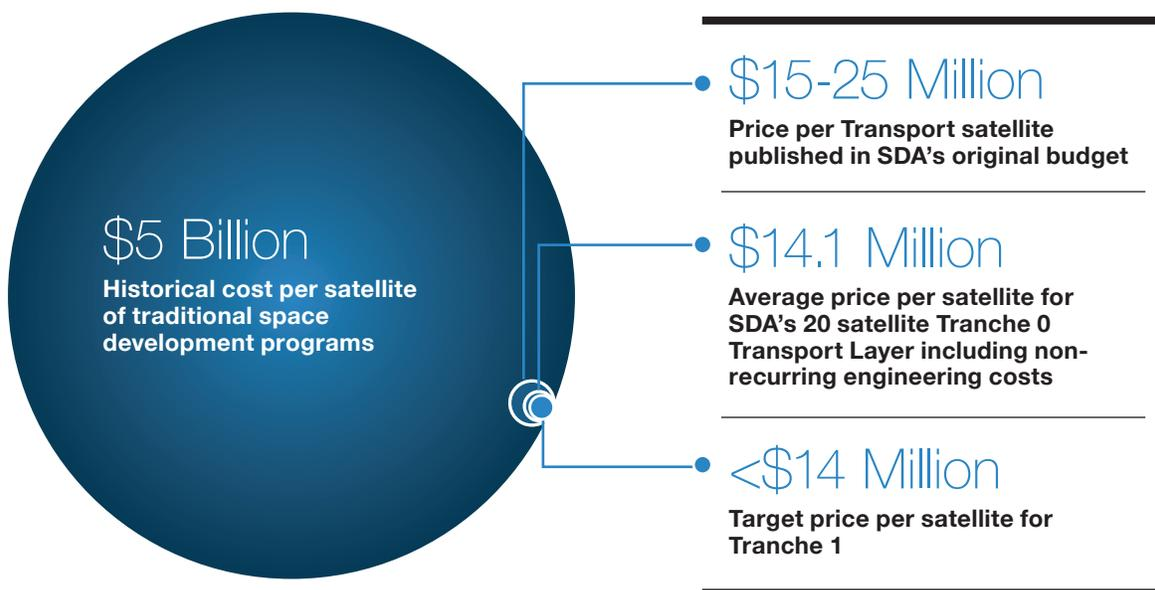 $5 Billion
Historical cost per satellite
of traditional space
development programs
$15-25 Million
Price per Transport satellite
published in SDA's original budget
$14.1 Million
Average price per satellite for
SDA's 20 satellite Tranche 0
Transport Layer including non-
recurring engineering costs
<$14 Million
Target price per satellite for
Tranche 1